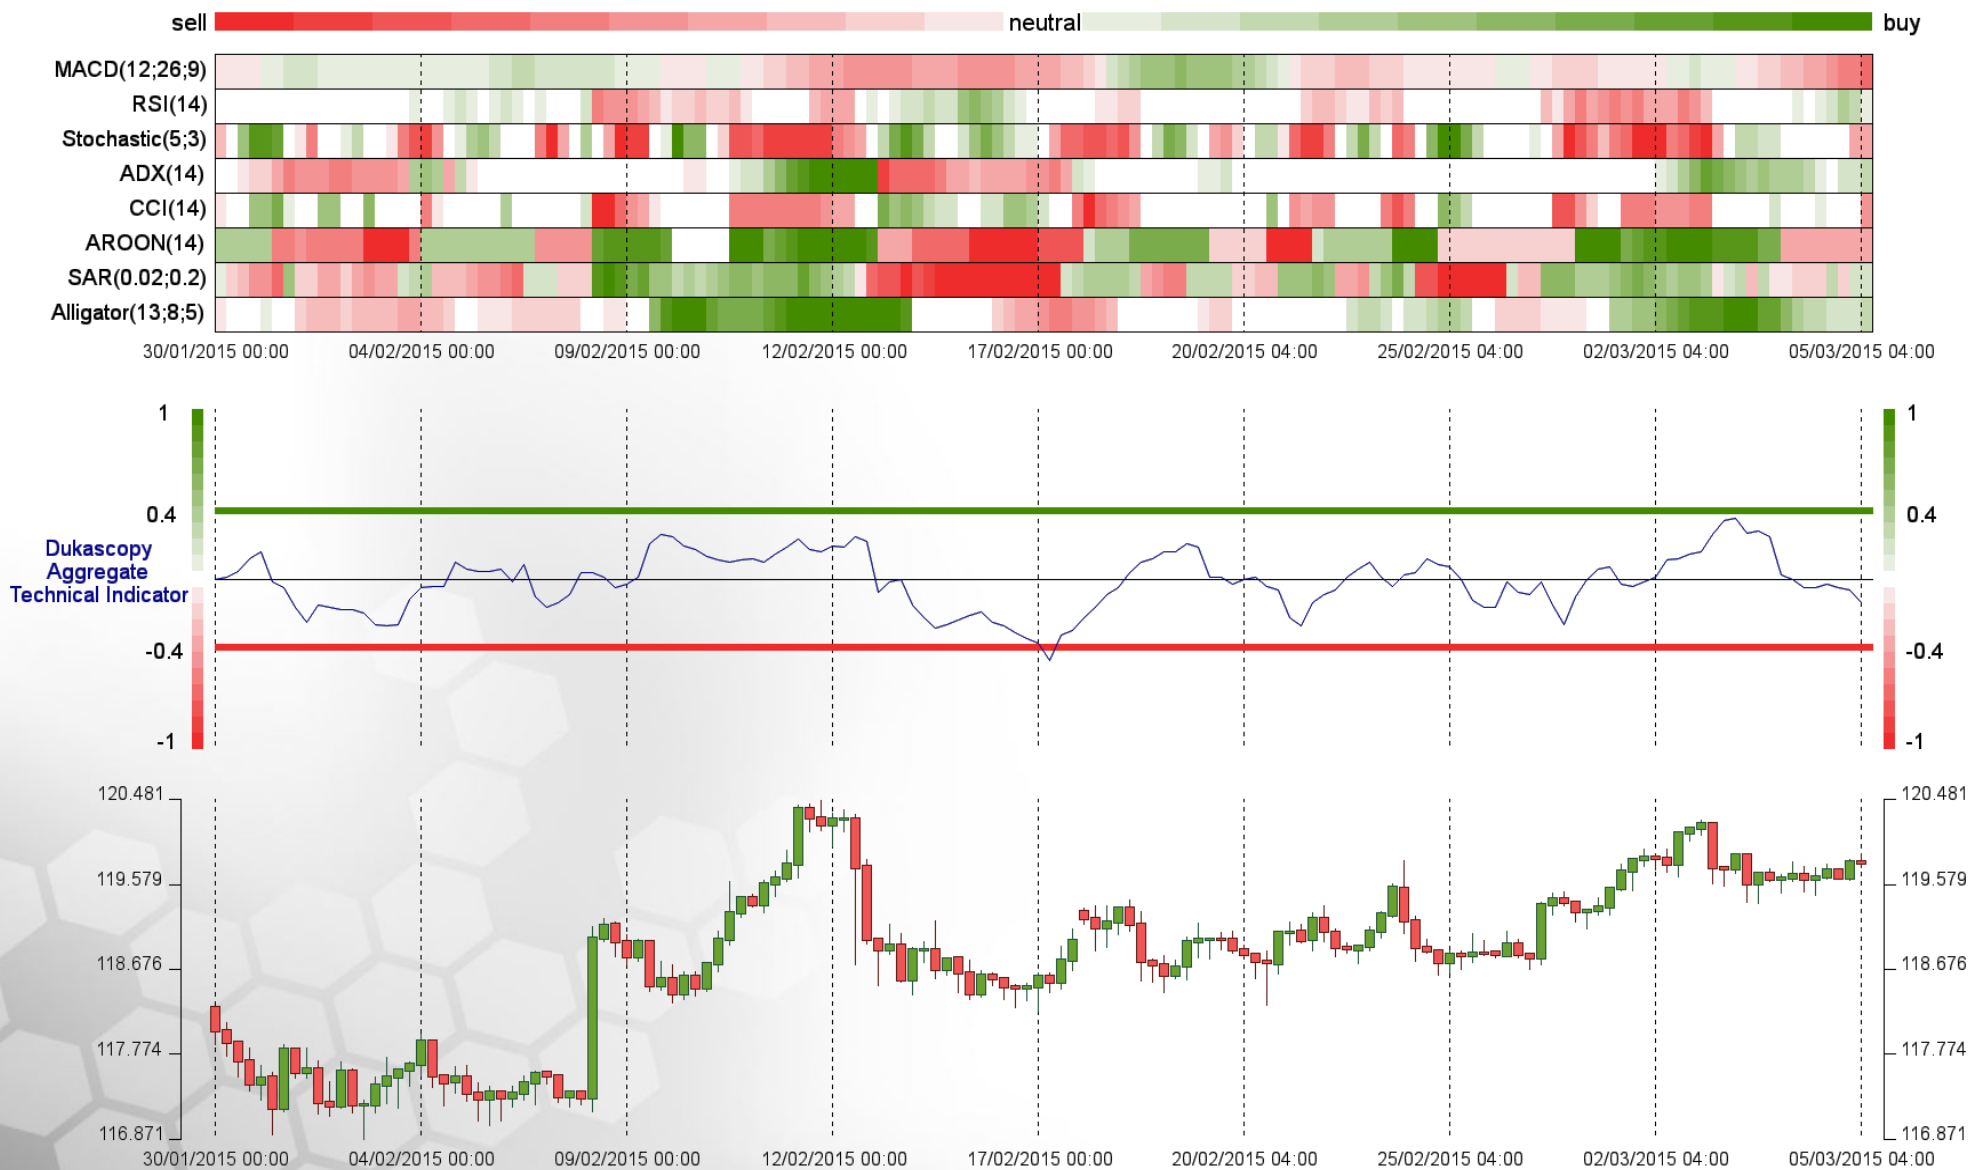 sell neutral buy
MACD(12;26;9)
RSI(14)
Stochastic(5;3)
ADX(14)
CCI(14)
AROON(14)
SAR(0.02;0.2)
Alligator(13;8;5)
30/01/2015 00:00 04/02/2015 00:00 09/02/2015 00:00 12/02/2015 00:00 17/02/2015 00:00 20/02/2015 04:00 25/02/2015 04:00 02/03/2015 04:00 05/03/2015 04:00
1 1
0.4 0.4
Dukascopy
Aggregate
Technical Indicator
-0.4 -0.4
-1 -1
120.481 120.481
119.579 119.579
118.676 118.676
117.774 117.774
116.871 116.871
30/01/2015 00:00 04/02/2015 00:00 09/02/2015 00:00 12/02/2015 00:00 17/02/2015 00:00 20/02/2015 04:00 25/02/2015 04:00 02/03/2015 04:00 05/03/2015 04:00